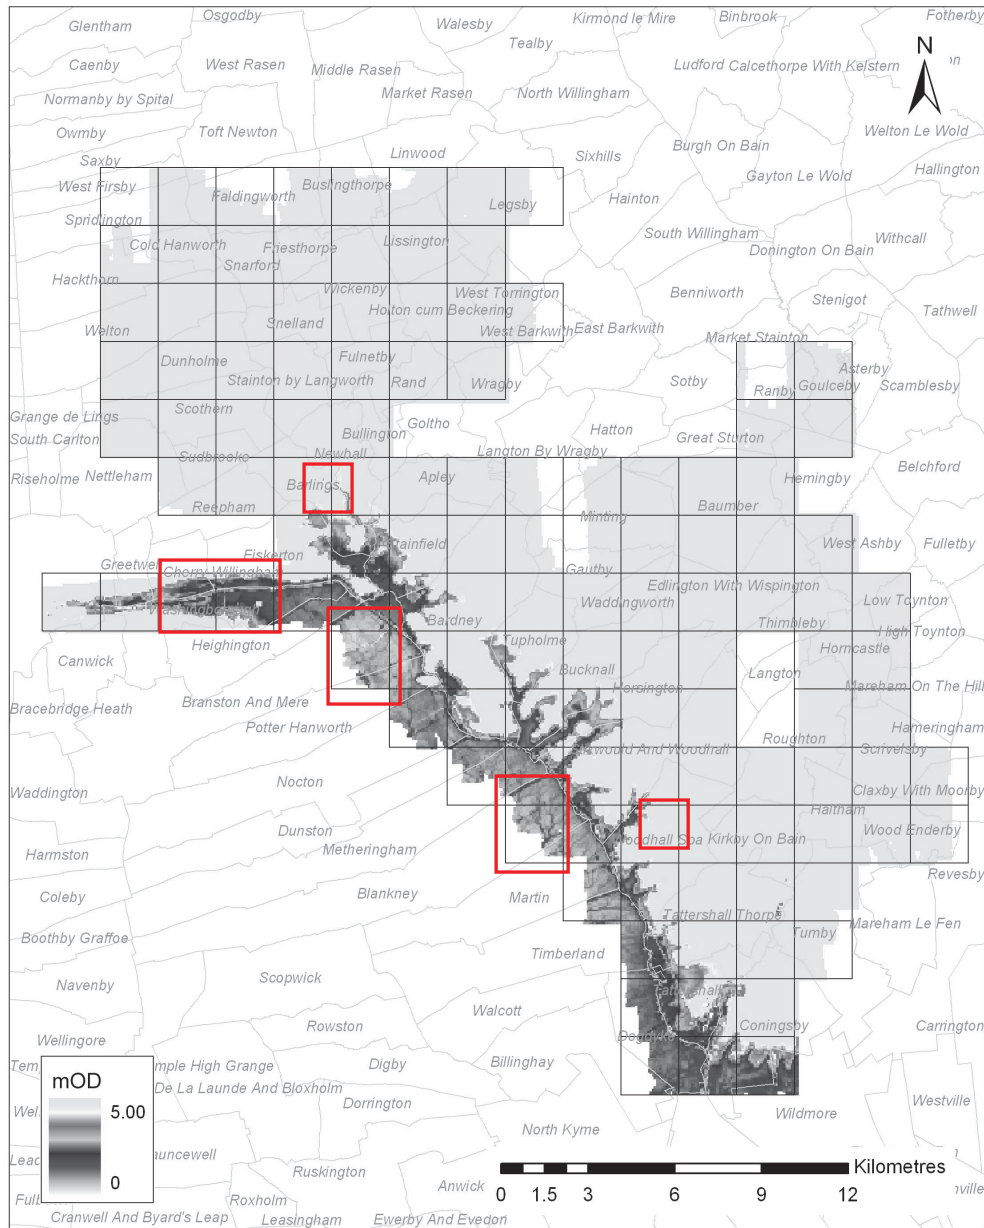 Osgodby
Glentham
Walesby
Kirmond le Mire
Binbrook
Fotherby
Tealby
Caenby
West Rasen
Middle Rasen
Ludford
Calcethorpe With Kelstern
Normanby by Spital
Market Rasen
North Willingham
N
Owmby
Toft Newton
Welton Le Wold
Burgh On Bain
Saxby
Linwood
Sixhills
Hallington
West Firsby
Faldingworth
Buslingthorpe
Gayton Le Wold
Hainton
Legsby
Spridlington
South Willingham
Withcall
Cold Hanworth
Friesthorpe
Lissington
Donington On Bain
Snarford
Hackthorn
Wickenby
West Torrington
Benniworth
Stenigot
Tathwell
Holton cum Beckering
Snelland
Welton
West Barkwith
East Barkwith
Market Stainton
Dunholme
Fulnetby
Asterby
Stainton by Langworth
Rand
Wragby
Sotby
Ranby
Goulceby
Scamblesby
Grange de Lings
Scothern
Goltho
Hatton
South Carlton
Bullington
Great Sturton
Langton By Wragby
Sudbrooke
Newball
Riseholme
Nettleham
Barlings
Apley
Hemingby
Belchford
Reepham
Minting
Baumber
Fiskerton
West Ashby
Fulletby
Greetwell
Cherry Willingham
Gautby
Edlington With Wispington
Waddingworth
Low Toynton
Washingborough
Bardney
Thimbleby
High Toynton
Heighington
Tupholme
Horncastle
Canwick
Bucknall
Langton
Branston And Mere
Horsington
Mareham On The Hill
Bracebridge Heath
Potter Hanworth
Hameringham
Roughton
Scrivelsby
Nocton
Waddington
Claxby With Moorby
Haltham
Dunston
Wood Enderby
Woodhall Spa
Kirkby On Bain
Harmston
Metheringham
Revesby
Coleby
Blankney
Martin
Tattershall Thorpe
Mareham Le Fen
Boothby Graffoe
Tumby
Timberland
Scopwick
Navenby
Tattershall
Walcott
Rowston
Coningsby
Carrington
Wellingore
Dogdyke
Digby
Billinghay
mple High Grange
De La Launde And Bloxholm
mOD
5.00
0
Dorrington
Westville
Wildmore
North Kyme
Ruskington
Anwick
Roxholm
Cranwell And Byard's Leap
Leasingham
Ewerby And Evedon
Kilometres
0 1.5 3 6 9 12